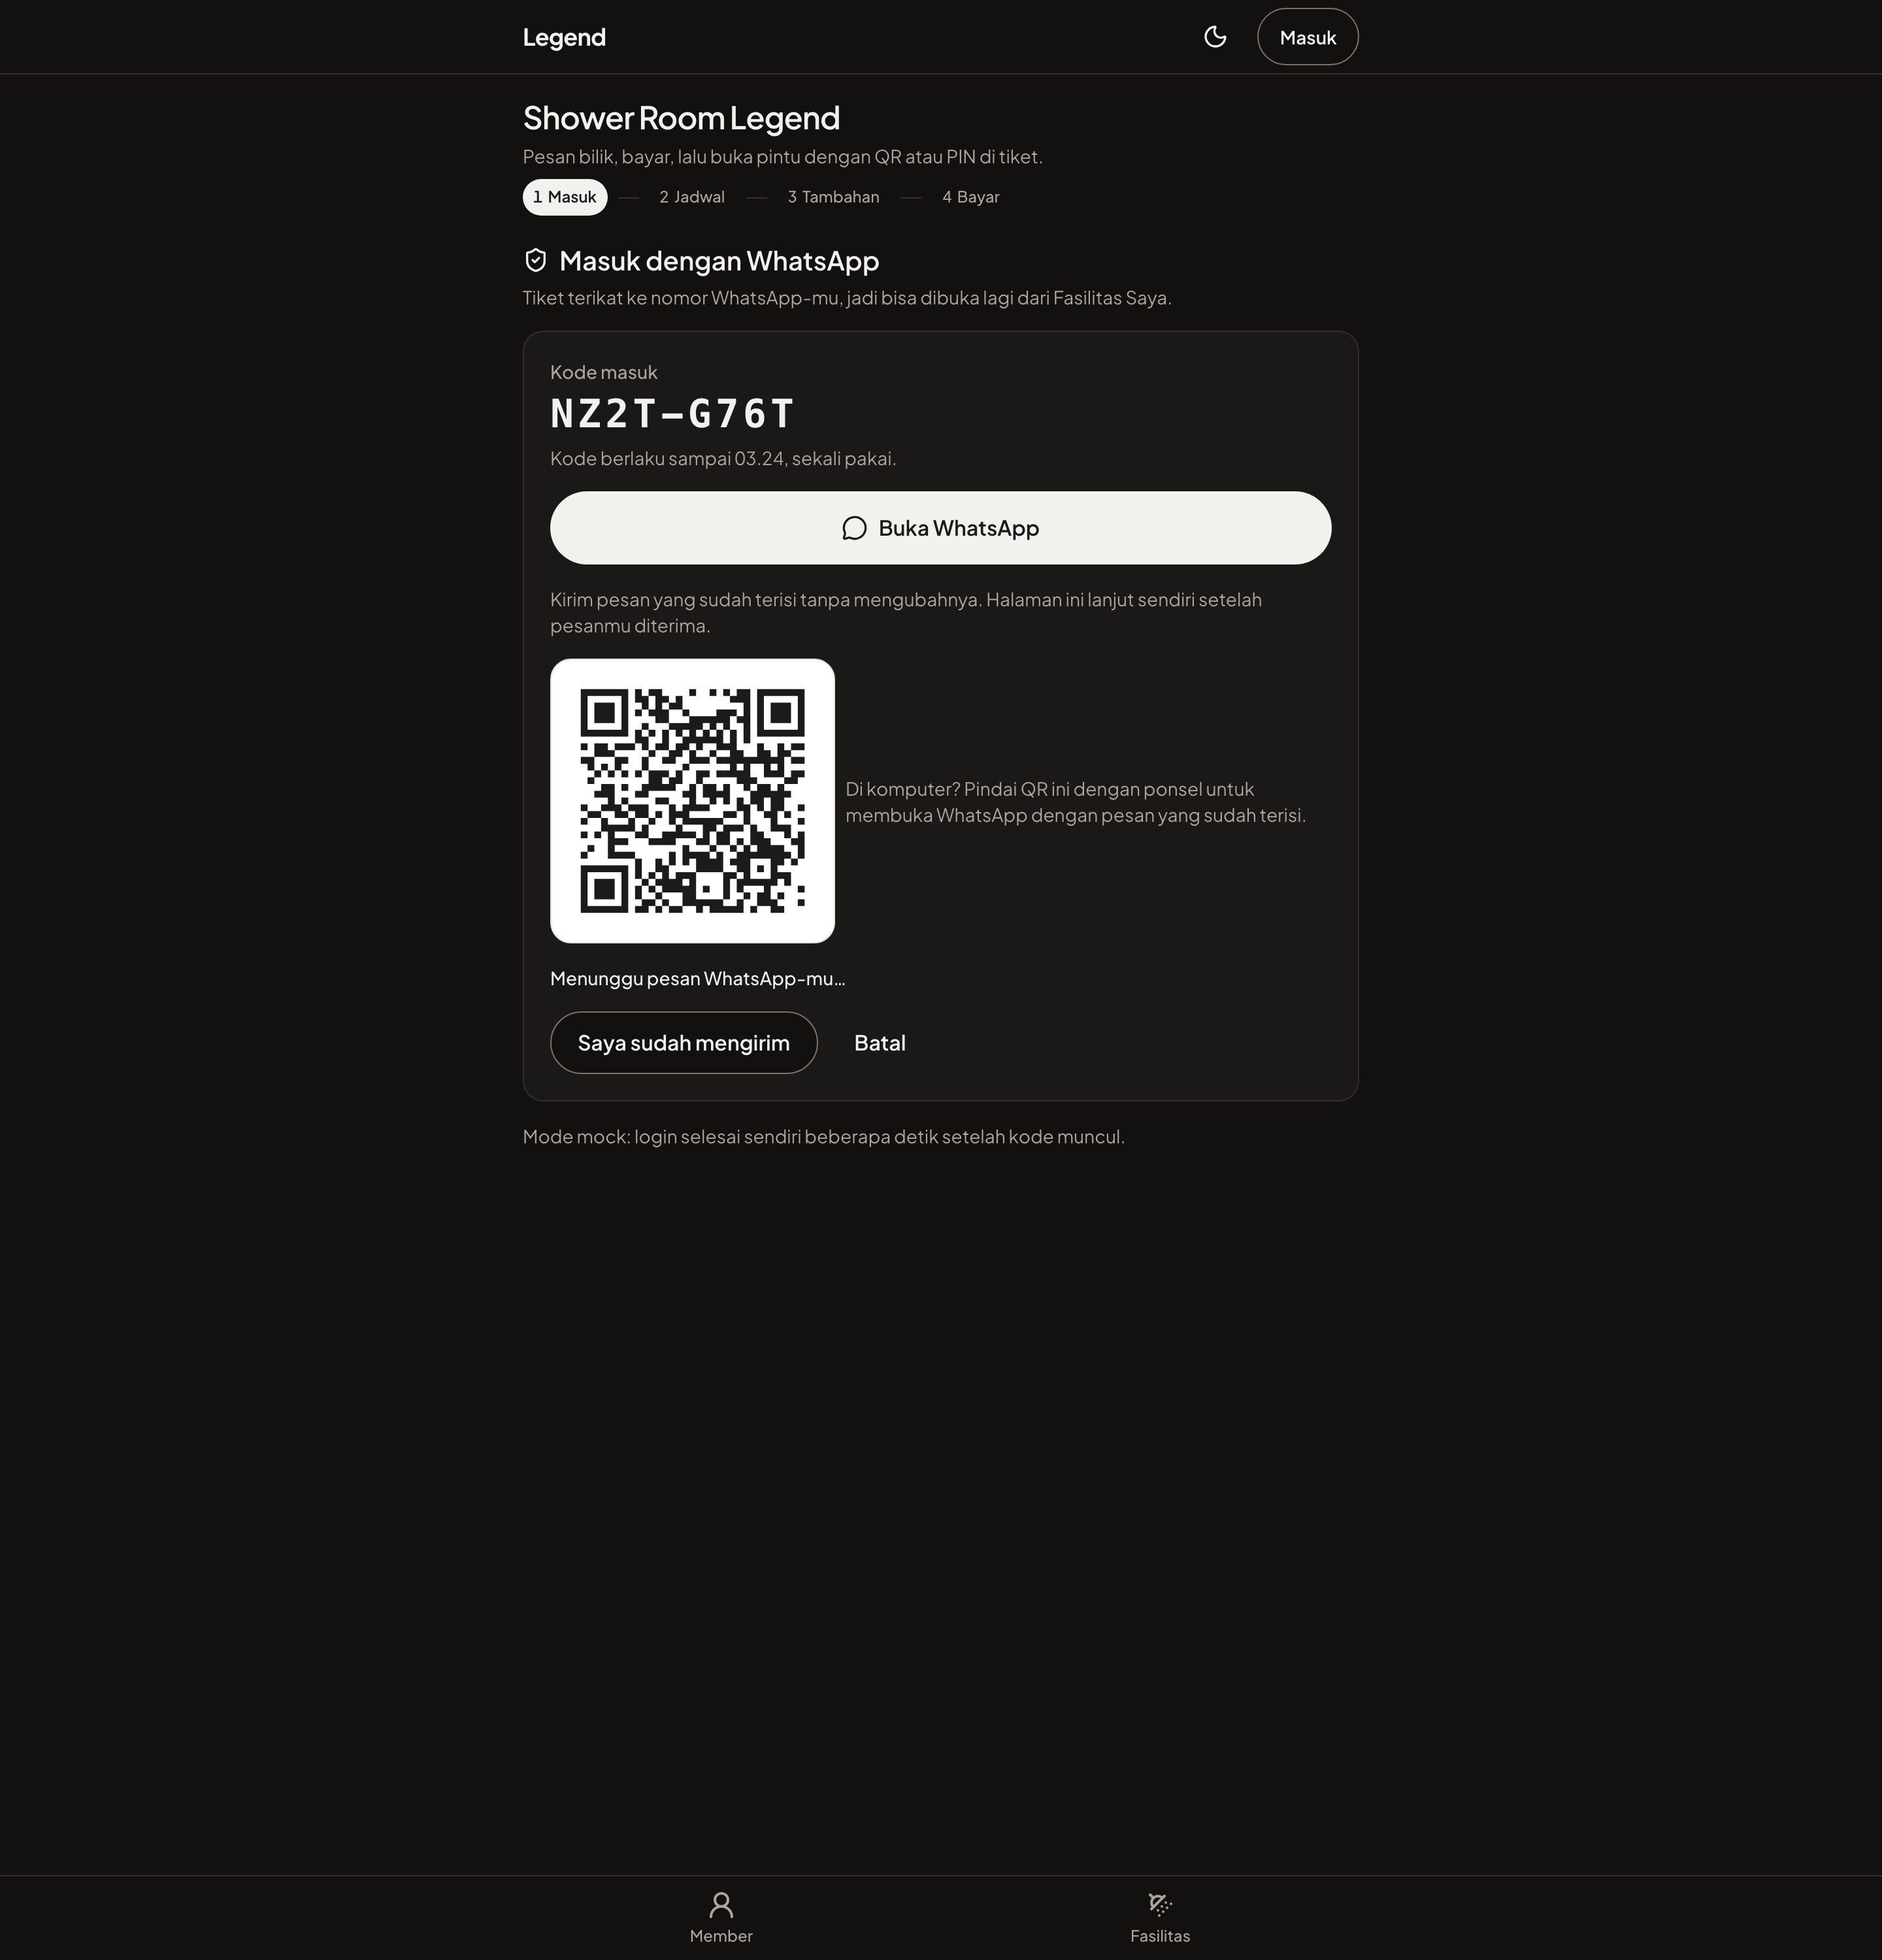 Legend
Masuk
Shower Room Legend
Pesan bilik, bayar, lalu buka pintu dengan QR atau PIN di tiket.
1 Masuk — 2 Jadwal — 3 Tambahan — 4 Bayar
Masuk dengan WhatsApp
Tiket terikat ke nomor WhatsApp-mu, jadi bisa dibuka lagi dari Fasilitas Saya.
Kode masuk
NZ2T–G76T
Kode berlaku sampai 03.24, sekali pakai.
Buka WhatsApp
Kirim pesan yang sudah terisi tanpa mengubahnya. Halaman ini lanjut sendiri setelah
pesanmu diterima.
Di komputer? Pindai QR ini dengan ponsel untuk
membuka WhatsApp dengan pesan yang sudah terisi.
Menunggu pesan WhatsApp-mu…
Saya sudah mengirim
Batal
Mode mock: login selesai sendiri beberapa detik setelah kode muncul.
Member
Fasilitas